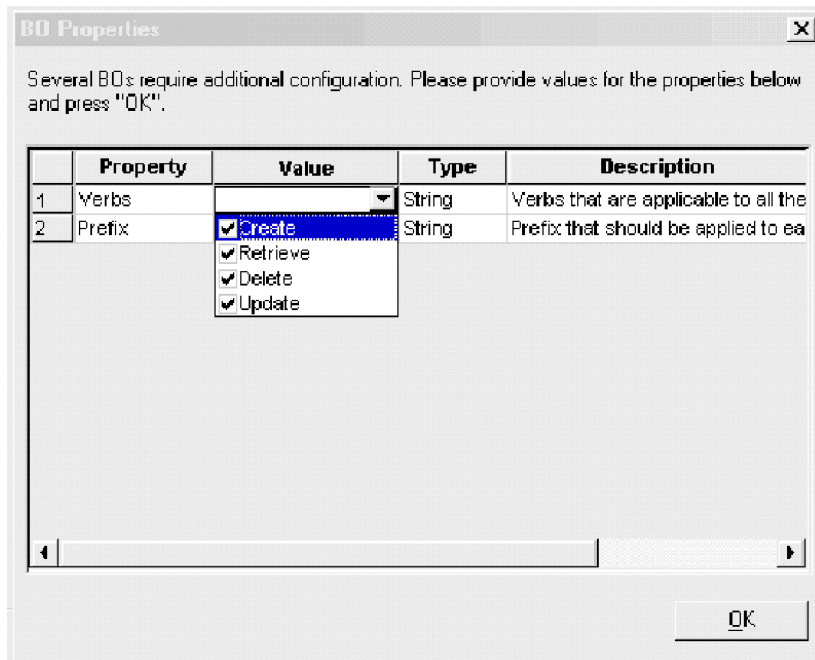 BO Properties
Several BOs require additional configuration. Please provide values for the properties below
and press "OK".
Property Value Type Description
1 Verbs String Verbs that are applicable to all the
2 Prefix String Prefix that should be applied to ea
Create
Retrieve
Delete
Update
OK